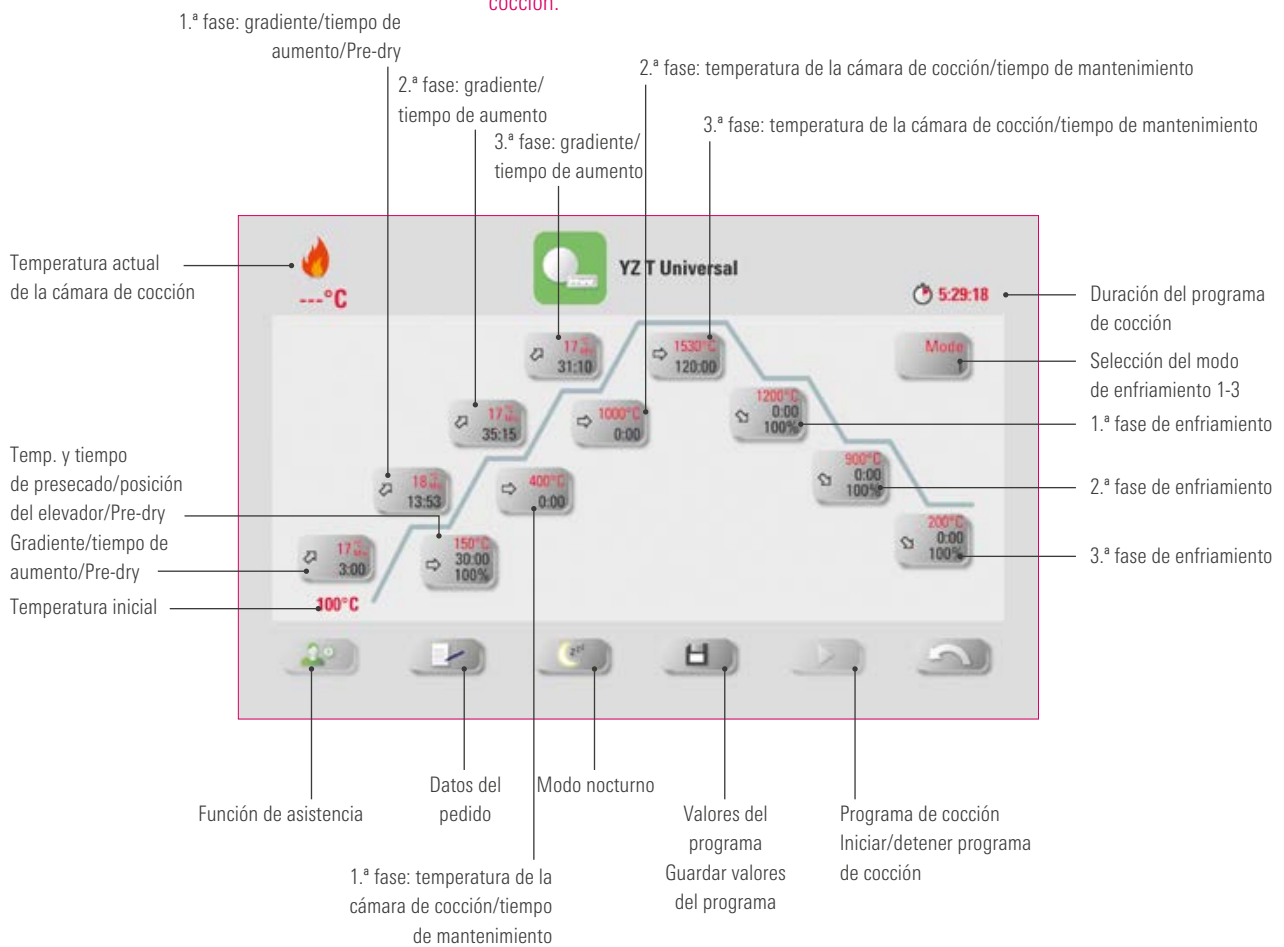 cocción.
1.ª fase: gradiente/tiempo de
aumento/Pre-dry
2.ª fase: gradiente/
tiempo de aumento
3.ª fase: gradiente/
tiempo de aumento
2.ª fase: temperatura de la cámara de cocción/tiempo de mantenimiento
3.ª fase: temperatura de la cámara de cocción/tiempo de mantenimiento
Temperatura actual
de la cámara de cocción
---°C
YZ T Universal
5:29:18
Duración del programa
de cocción
Mode
1
Selección del modo
de enfriamiento 1-3
17
31:10
1530°C
120:00
17
35:15
1000°C
0:00
1200°C
0:00
100%
1.ª fase de enfriamiento
Temp. y tiempo
de presecado/posición
del elevador/Pre-dry
18
13:53
400°C
0:00
900°C
0:00
100%
2.ª fase de enfriamiento
Gradiente/tiempo de
aumento/Pre-dry
17
3:00
150°C
30:00
100%
200°C
0:00
100%
3.ª fase de enfriamiento
Temperatura inicial
100°C
Función de asistencia
Datos del
pedido
Modo nocturno
Valores del
programa
Guardar valores
del programa
Programa de cocción
Iniciar/detener programa
de cocción
1.ª fase: temperatura de la
cámara de cocción/tiempo
de mantenimiento